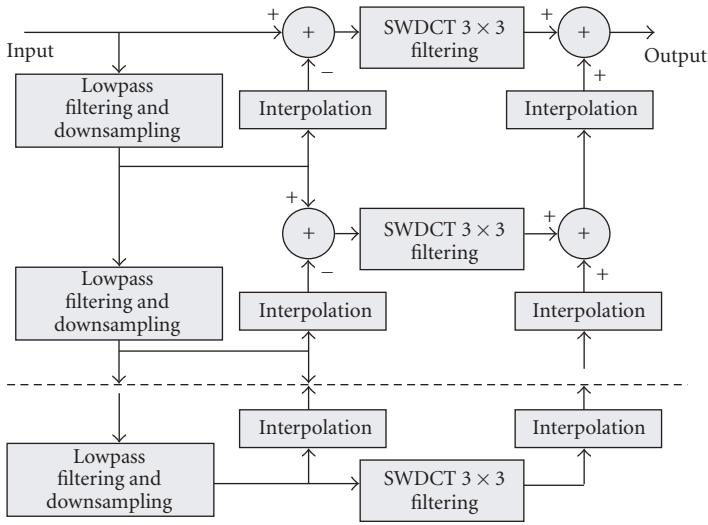 +
+
SWDCT 3 × 3
filtering
+
+
Input
Output
−
+
Lowpass
filtering and
downsampling
Interpolation
Interpolation
+
+
SWDCT 3 × 3
filtering
+
+
−
+
Lowpass
filtering and
downsampling
Interpolation
Interpolation
Interpolation
Interpolation
Lowpass
filtering and
downsampling
SWDCT 3 × 3
filtering